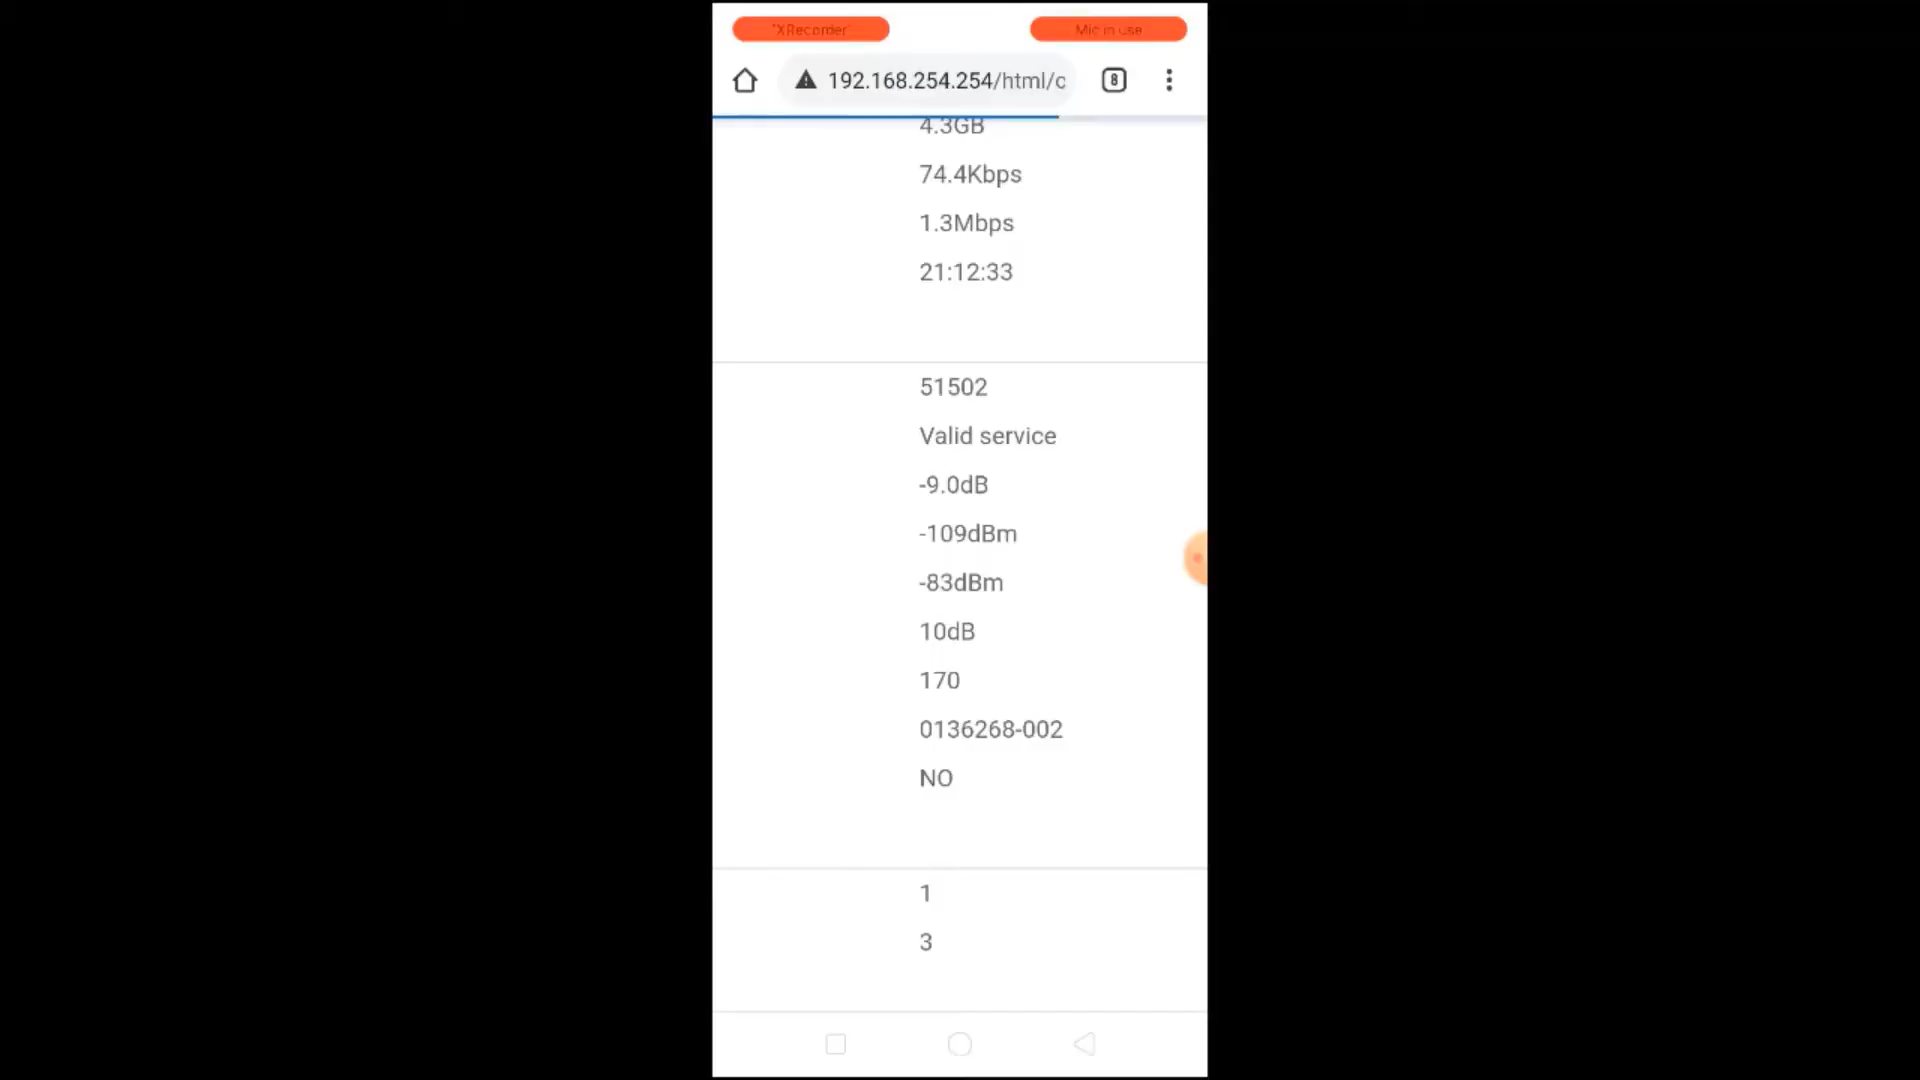 "XRecorder"
Mic in use
192.168.254.254/html/c
8
4.3GB
74.4Kbps
1.3Mbps
21:12:33
51502
Valid service
-9.0dB
-109dBm
-83dBm
10dB
170
0136268-002
NO
1
3